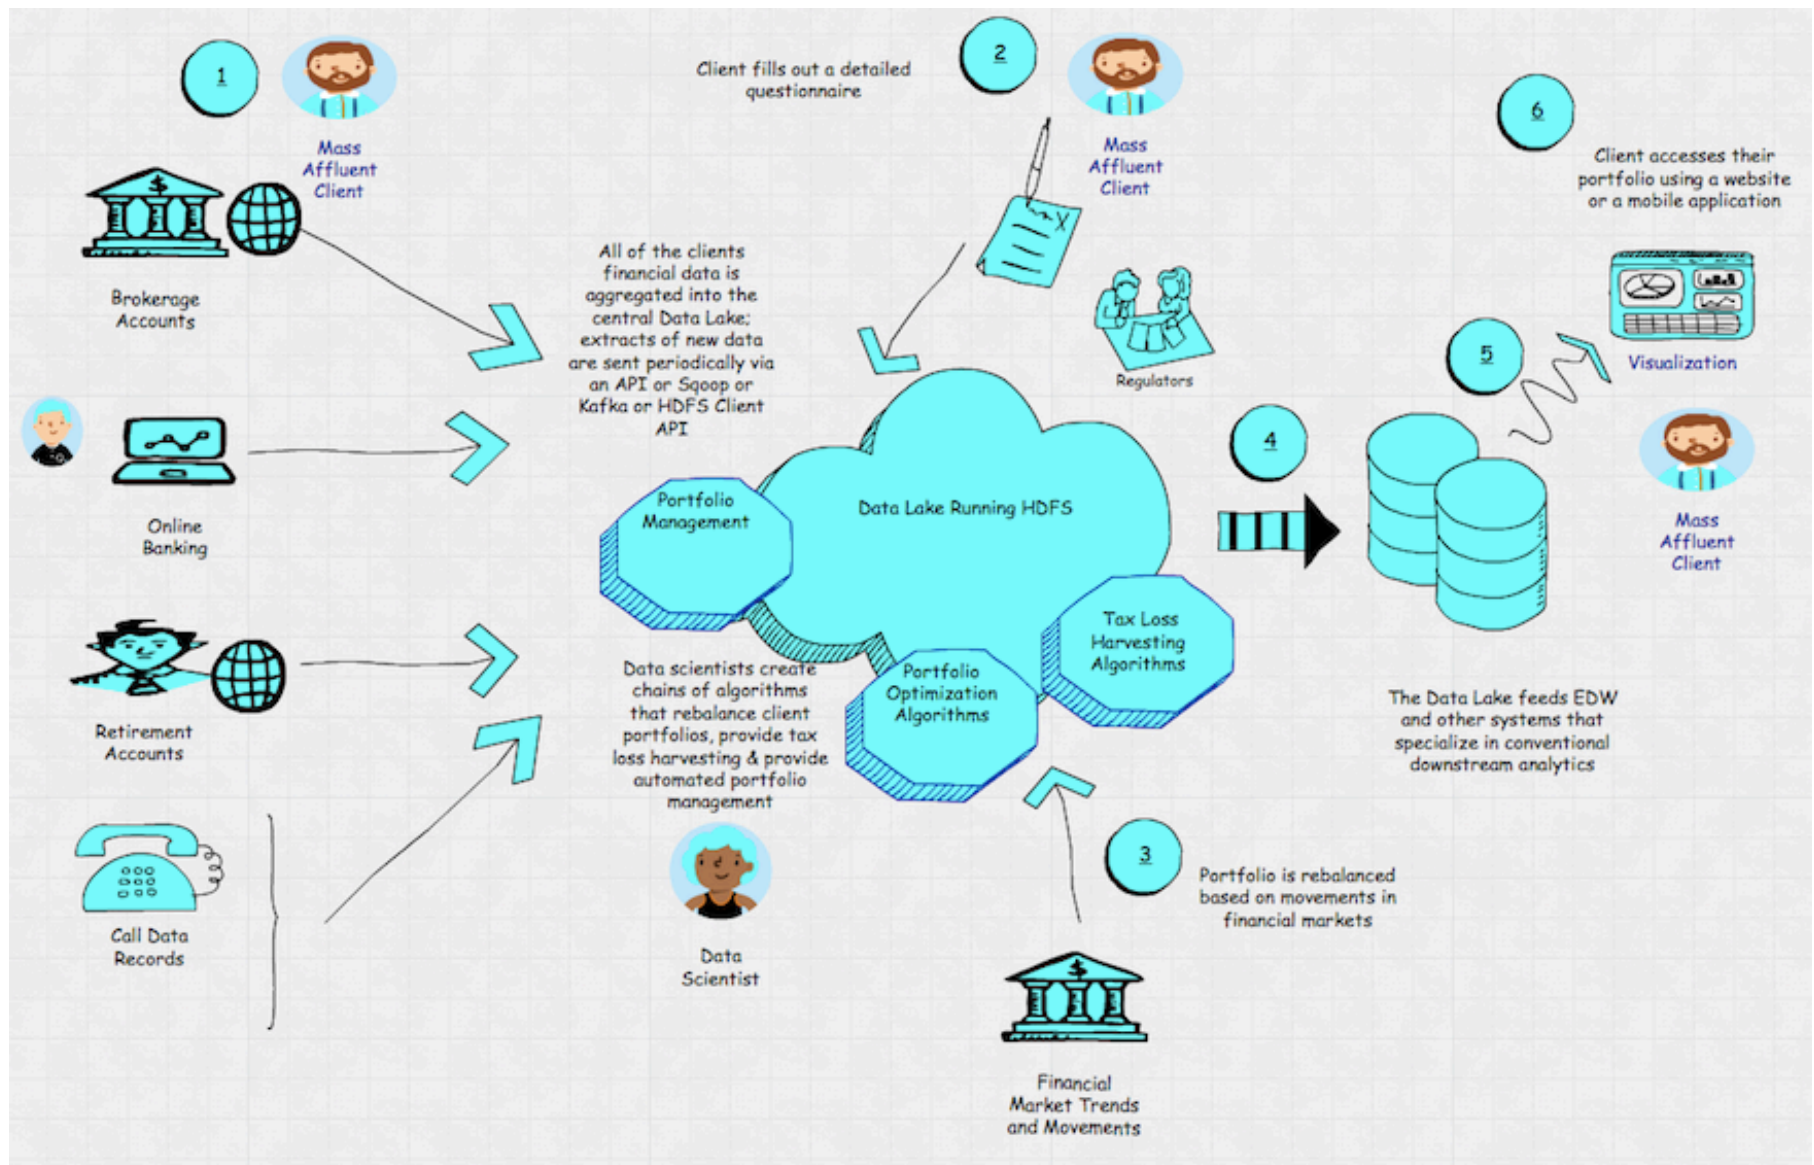 1
Mass
Affluent
Client
Brokerage
Accounts
Online
Banking
Retirement
Accounts
Call Data
Records
All of the clients
financial data is
aggregated into the
central Data Lake;
extracts of new data
are sent periodically via
an API or Sqoop or
Kafka or HDFS Client
API
2
Client fills out a detailed
questionnaire
Mass
Affluent
Client
Regulators
Data Lake Running HDFS
Portfolio
Management
Portfolio
Optimization
Algorithms
Tax Loss
Harvesting
Algorithms
Data scientists create
chains of algorithms
that rebalance client
portfolios, provide tax
loss harvesting & provide
automated portfolio
management
Data
Scientist
3
Portfolio is rebalanced
based on movements in
financial markets
Financial
Market Trends
and Movements
4
5
The Data Lake feeds EDW
and other systems that
specialize in conventional
downstream analytics
6
Client accesses their
portfolio using a website
or a mobile application
Visualization
Mass
Affluent
Client